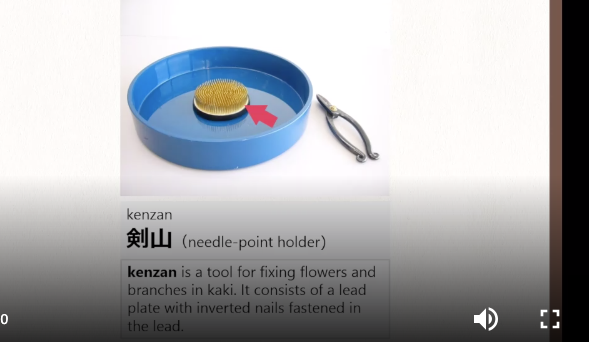 kenzan
剣山（needle-point holder）
kenzan is a tool for fixing flowers and
branches in kaki. It consists of a lead
plate with inverted nails fastened in
the lead.
0